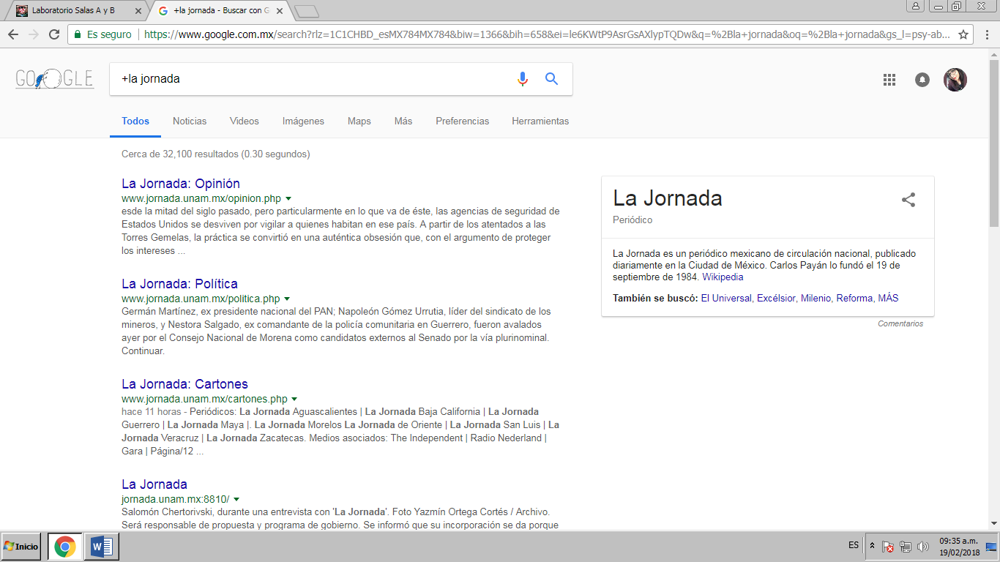 Laboratorio Salas A y B
+la jornada - Buscar con G
Es seguro
https://www.google.com.mx/search?rlz=1C1CHBD_esMX784MX784&biw=1366&bih=658&ei=le6KWtP9AsrGsAXlypTQDw&q=%2Bla+jornada&oq=%2Bla+jornada&gs_l=psy-ab...
GOOGLE
+la jornada
Todos Noticias Videos Imágenes Maps Más Preferencias Herramientas
Cerca de 32,100 resultados (0.30 segundos)
La Jornada: Opinión
www.jornada.unam.mx/opinion.php
esde la mitad del siglo pasado, pero particularmente en lo que va de éste, las agencias de seguridad de
Estados Unidos se desviven por vigilar a quienes habitan en ese país. A partir de los atentados a las
Torres Gemelas, la práctica se convirtió en una auténtica obsesión que, con el argumento de proteger
los intereses ...
La Jornada: Política
www.jornada.unam.mx/politica.php
Germán Martínez, ex presidente nacional del PAN; Napoleón Gómez Urrutia, líder del sindicato de los
mineros, y Nestora Salgado, ex comandante de la policía comunitaria en Guerrero, fueron avalados
ayer por el Consejo Nacional de Morena como candidatos externos al Senado por la vía plurinominal.
Continuar.
La Jornada: Cartones
www.jornada.unam.mx/cartones.php
hace 11 horas - Periódicos: La Jornada Aguascalientes | La Jornada Baja California | La Jornada
Guerrero | La Jornada Maya |. La Jornada Morelos La Jornada de Oriente | La Jornada San Luis | La
Jornada Veracruz | La Jornada Zacatecas. Medios asociados: The Independent | Radio Nederland |
Gara | Página/12 ...
La Jornada
jornada.unam.mx:8810/
Salomón Chertorivski, durante una entrevista con 'La Jornada'. Foto Yazmín Ortega Cortés / Archivo.
Será responsable de propuesta y programa de gobierno. Se informó que su incorporación se da porque
La Jornada
Periódico
La Jornada es un periódico mexicano de circulación nacional, publicado
diariamente en la Ciudad de México. Carlos Payán lo fundó el 19 de
septiembre de 1984. Wikipedia
También se buscó: El Universal, Excélsior, Milenio, Reforma, MÁS
Comentarios
Inicio
ES
09:35 a.m.
19/02/2018